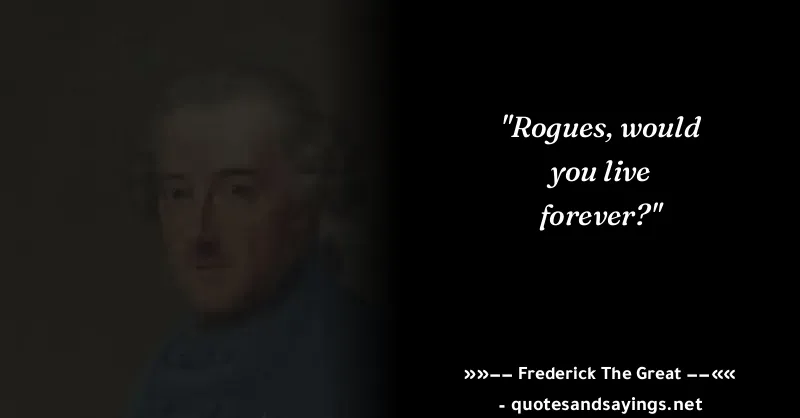 "Rogues, would
you live
forever?"
»»−− Frederick The Great −−««
- quotesandsayings.net